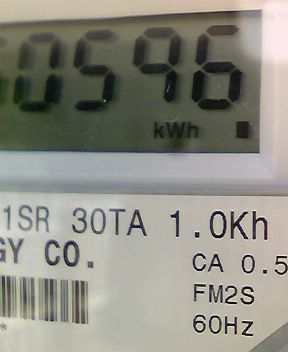 0596
kWh
1SR 30TA 1.0Kh
GY CO.
CA 0.5
FM2S
60Hz